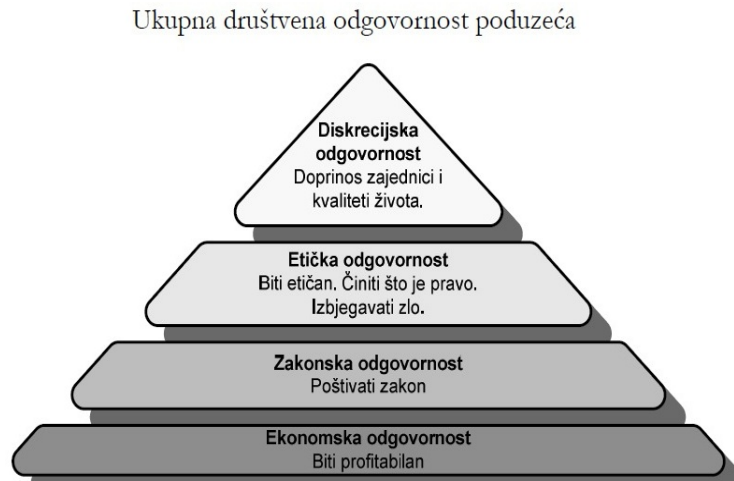 Ukupna društvena odgovornost poduzeća
Diskrecijska
odgovornost
Doprinos zajednici i
kvaliteti života.
Etička odgovornost
Biti etičan. Činiti što je pravo.
Izbjegavati zlo.
Zakonska odgovornost
Poštivati zakon
Ekonomska odgovornost
Biti profitabilan